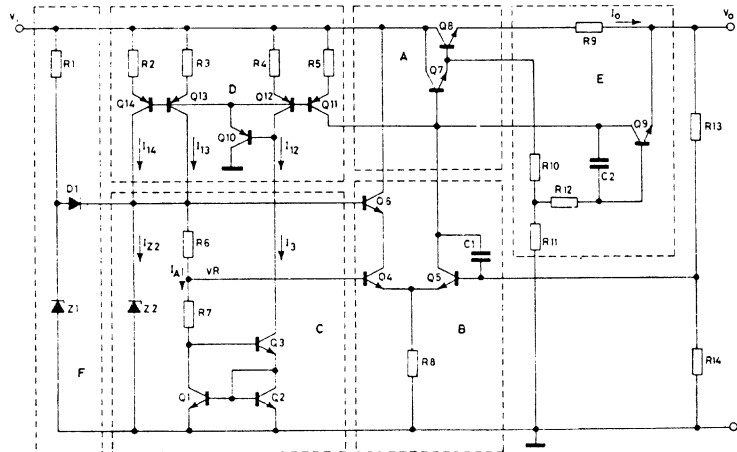 Vi
Io
Vo
R1
R2
R3
R4
R5
A
Q8
R9
E
Q7
D
Q14
Q13
Q12
Q11
Q10
Q9
R13
I14
I13
I12
R10
C2
R12
D1
Q6
R11
R6
C1
IZ2
IA
VR
I3
Q4
Q5
Z1
Z2
R7
C
B
Q3
R8
R14
F
Q1
Q2